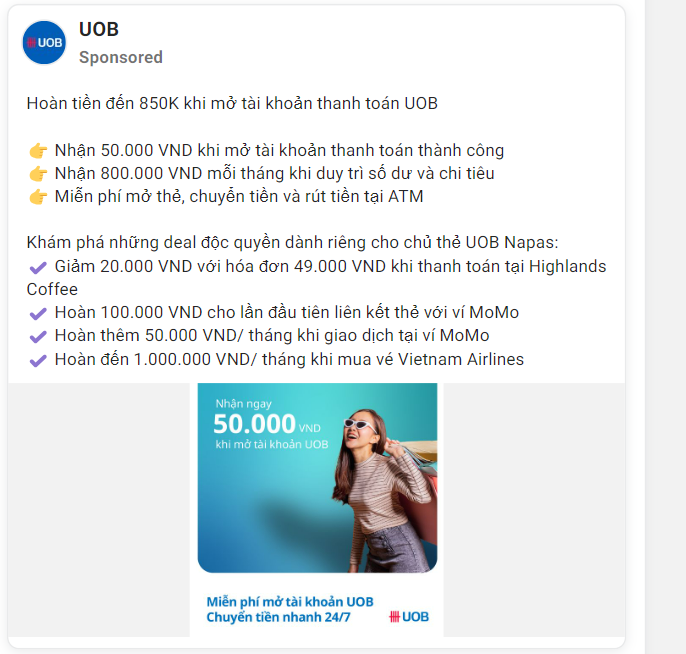 UOB
UOB
Sponsored
Hoàn tiền đến 850K khi mở tài khoản thanh toán UOB
👉 Nhận 50.000 VND khi mở tài khoản thanh toán thành công
👉 Nhận 800.000 VND mỗi tháng khi duy trì số dư và chi tiêu
👉 Miễn phí mở thẻ, chuyển tiền và rút tiền tại ATM
Khám phá những deal độc quyền dành riêng cho chủ thẻ UOB Napas:
✔ Giảm 20.000 VND với hóa đơn 49.000 VND khi thanh toán tại Highlands
Coffee
✔ Hoàn 100.000 VND cho lần đầu tiên liên kết thẻ với ví MoMo
✔ Hoàn thêm 50.000 VND/ tháng khi giao dịch tại ví MoMo
✔ Hoàn đến 1.000.000 VND/ tháng khi mua vé Vietnam Airlines
Nhận ngay
50.000 VND
khi mở tài khoản UOB
Miễn phí mở tài khoản UOB
Chuyển tiền nhanh 24/7
UOB